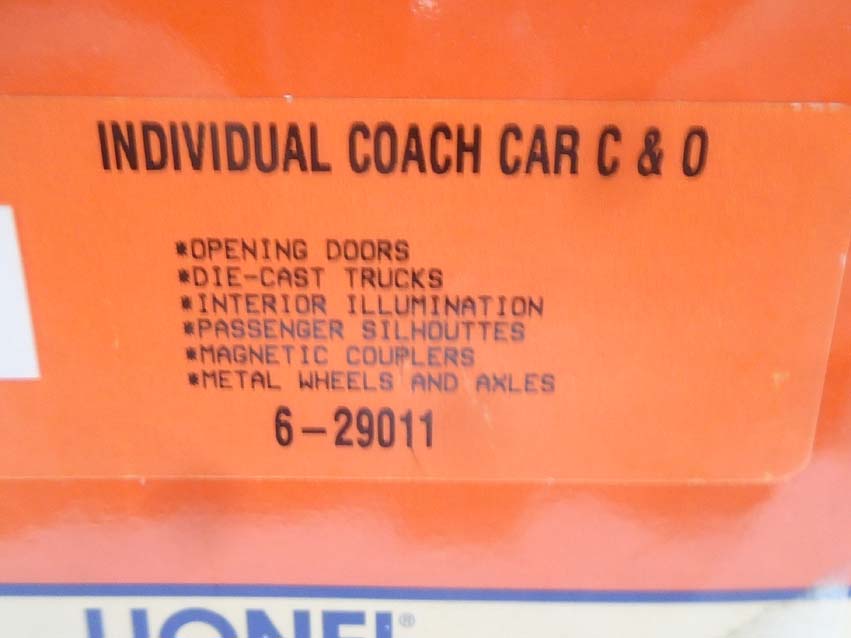 INDIVIDUAL COACH CAR C & O
*OPENING DOORS
*DIE-CAST TRUCKS
*INTERIOR ILLUMINATION
*PASSENGER SILHOUTTES
*MAGNETIC COUPLERS
*METAL WHEELS AND AXLES
6-29011
LIONEL®